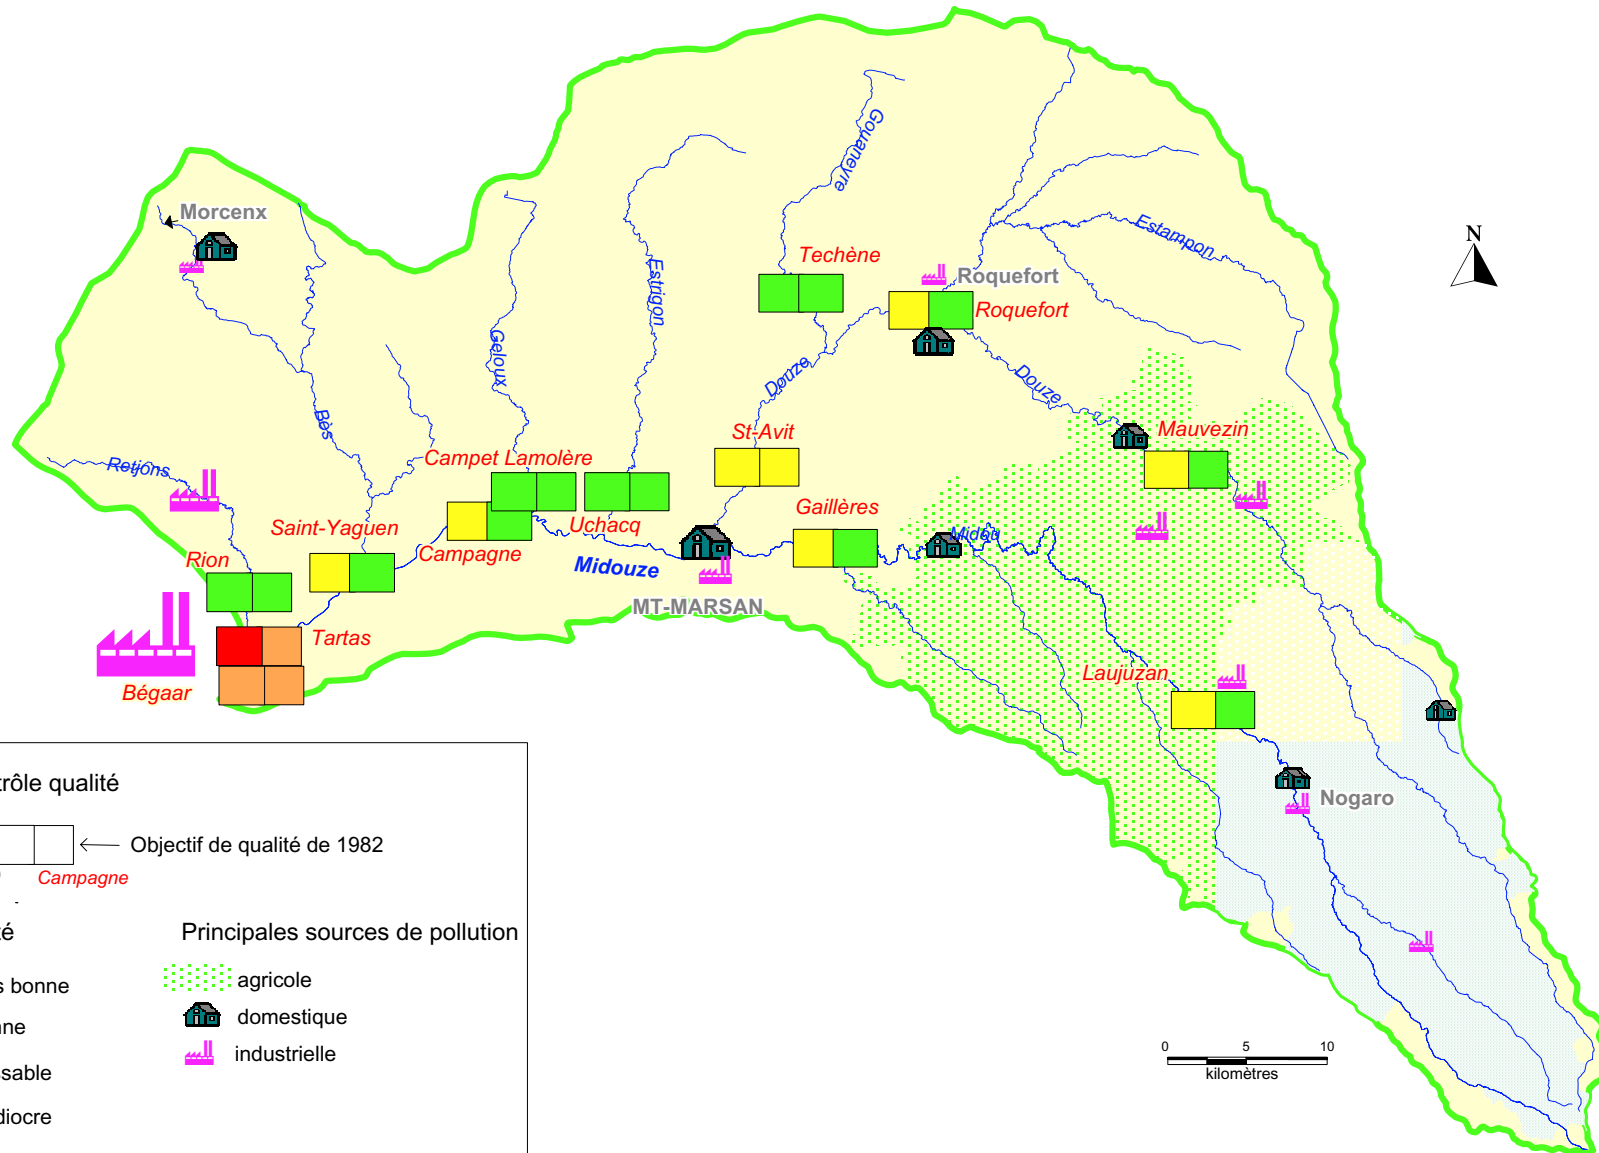 Morcenx
Gouaneyre
Estampon
N
Techène
Roquefort
Roquefort
Estrigon
Geloux
Douze
Douze
Bès
Retjons
St-Avit
Mauvezin
Campet Lamolère
Gaillères
Saint-Yaguen
Uchacq
Campagne
Midou
Rion
Midouze
MT-MARSAN
Tartas
Laujuzan
Bégaar
Nogaro
trôle qualité
Objectif de qualité de 1982
Campagne
té
Principales sources de pollution
s bonne
agricole
nne
domestique
ssable
industrielle
diocre
0 5 10
kilomètres